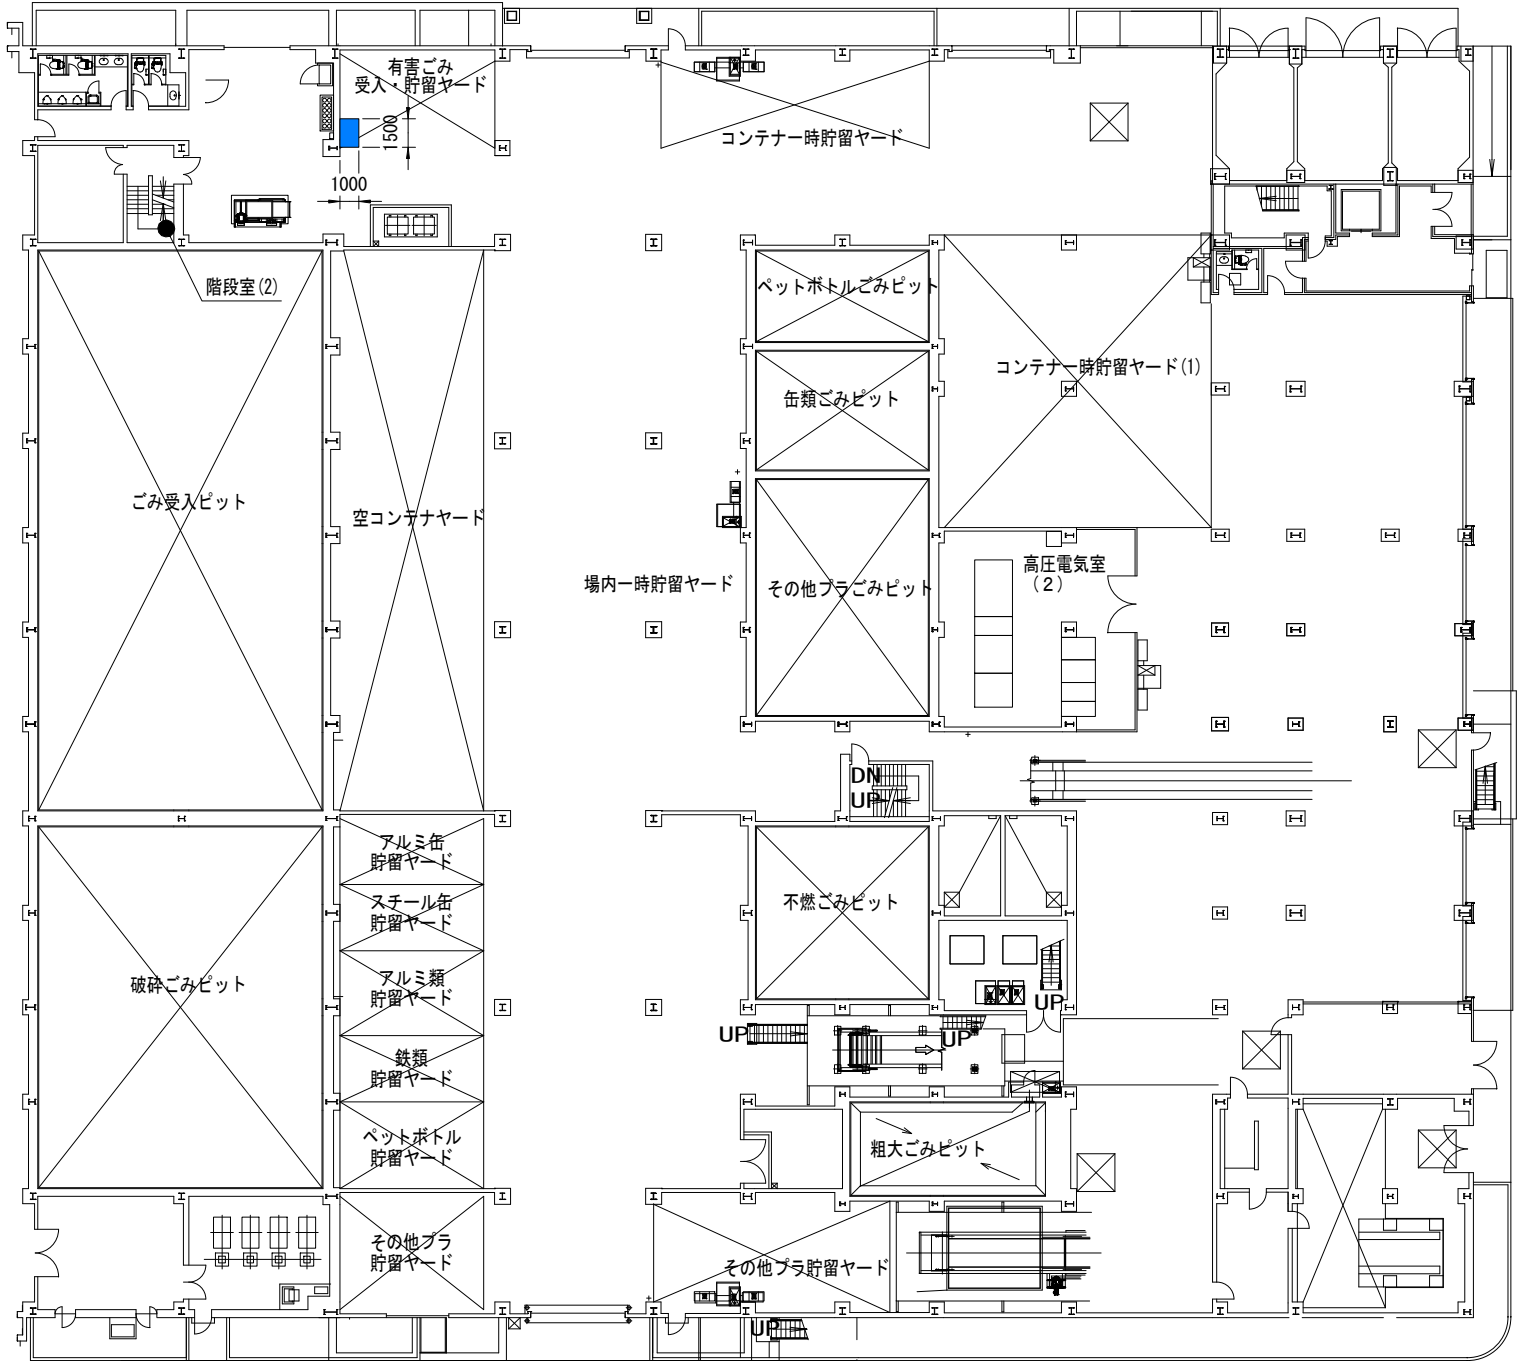 有害ごみ
受入・貯留ヤード
1500
1000
コンテナ一時貯留ヤード
階段室(2)
ペットボトルごみピット
コンテナ一時貯留ヤード(1)
缶類ごみピット
ごみ受入ピット
空コンテナヤード
高圧電気室
(2)
場内一時貯留ヤード
その他プラごみピット
DN
UP
アルミ缶
貯留ヤード
スチール缶
貯留ヤード
不燃ごみピット
アルミ類
貯留ヤード
破砕ごみピット
UP
UP
UP
鉄類
貯留ヤード
ペットボトル
貯留ヤード
粗大ごみピット
その他プラ
貯留ヤード
その他プラ貯留ヤード
UP